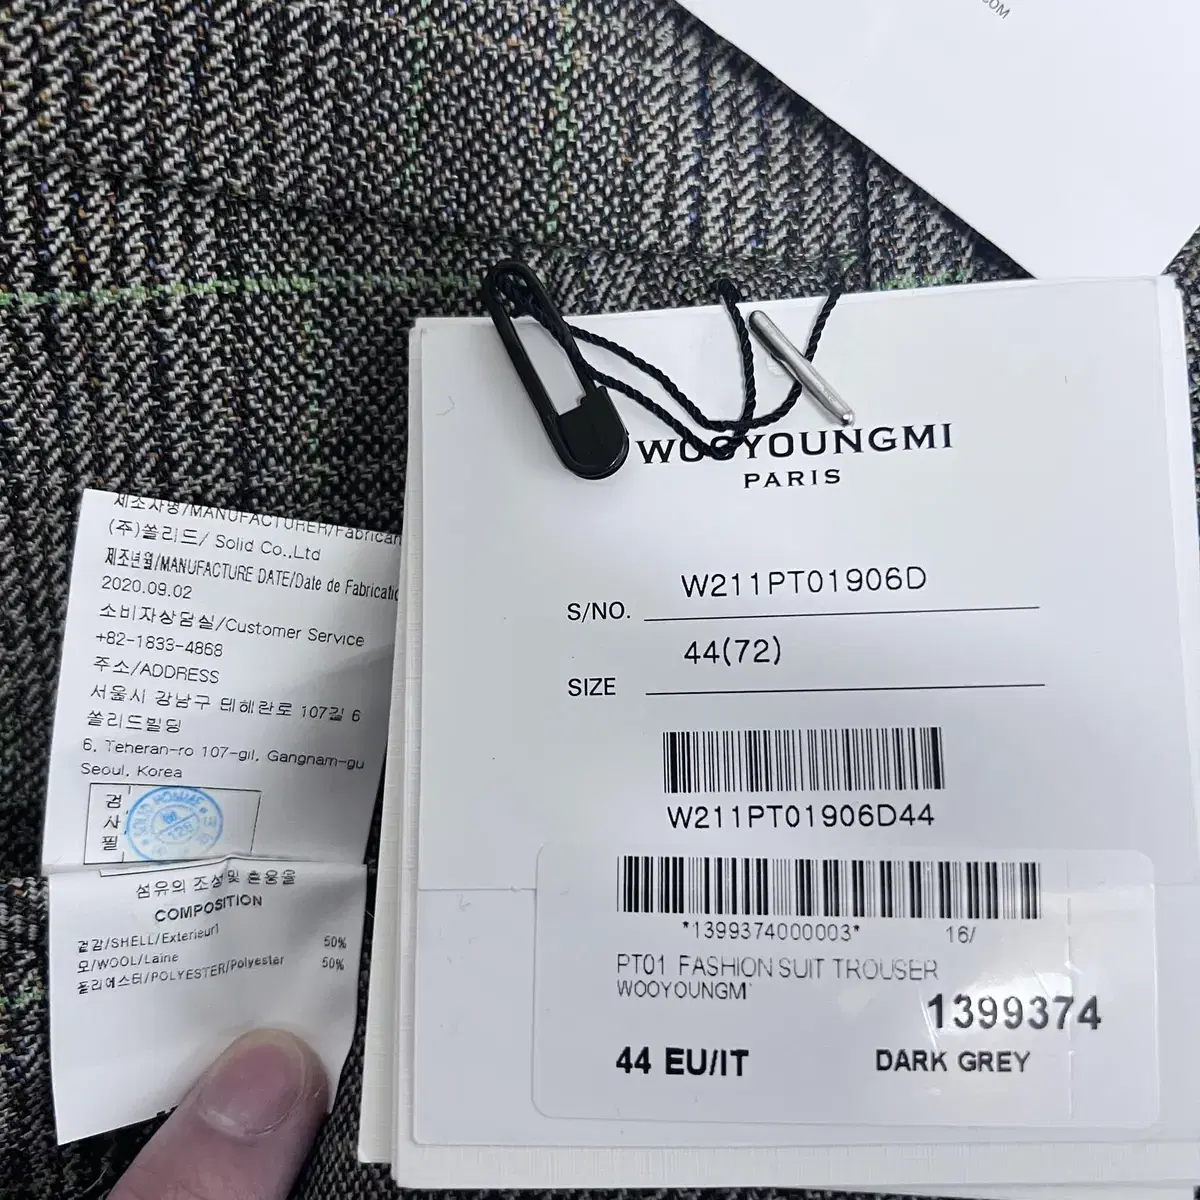 COM
WOOYOUNGMI
PARIS
W211PT01906D
S/NO.
44(72)
SIZE
W211PT01906D44
*1399374000003*
16/
PT01 FASHION SUIT TROUSER
WOOYOUNGM
1399374
44 EU/IT
DARK GREY
제조자명/MANUFACTURER/Fabrican
(주)쏠리드/ Solid Co.,Ltd
제조년월/MANUFACTURE DATE/Date de Fabricatio
2020.09.02
소비자상담실/Customer Service
+82-1833-4868
주소/ADDRESS
서울시 강남구 테헤란로 107길 6
쏠리드빌딩
6, Teheran-ro 107-gil, Gangnam-gu
Seoul, Korea
검
사
필
SOLID HOMME
126
섬유의 조성 및 혼용율
COMPOSITION
겉감/SHELL/Exterieur1
모/WOOL/Laine 50%
폴리에스터/POLYESTER/Polyester 50%